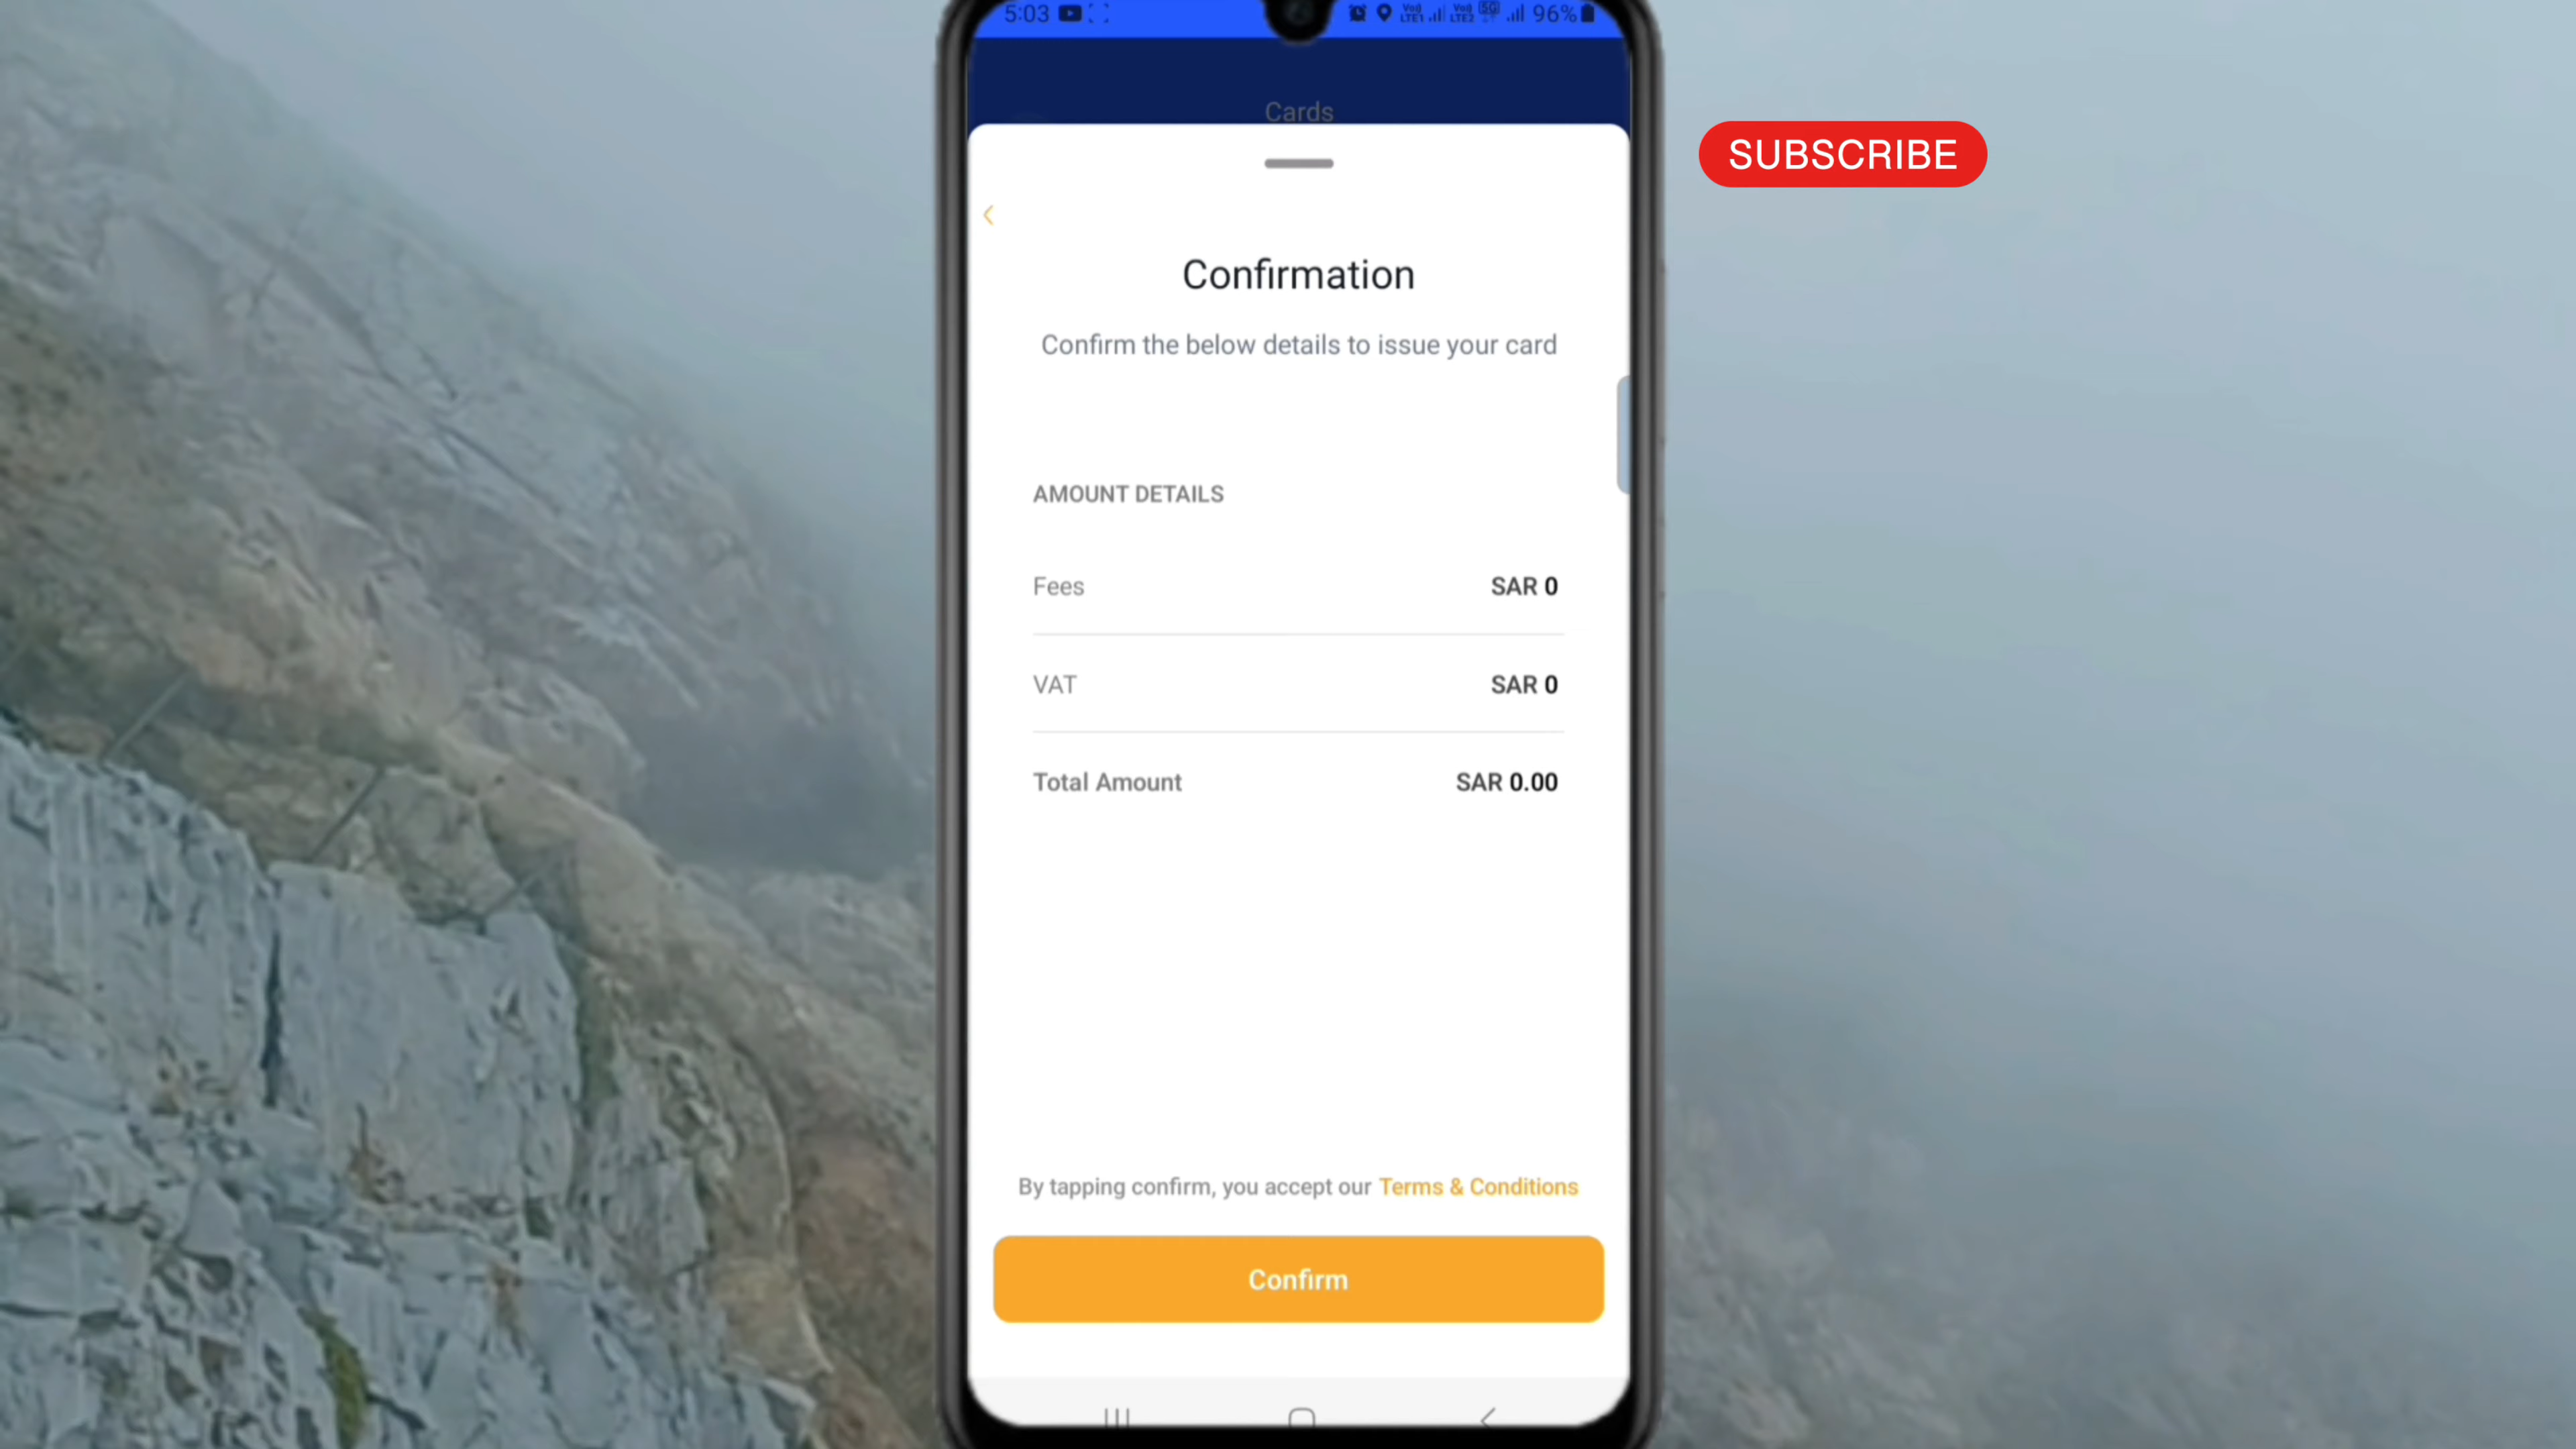 5:03
96%
Cards
SUBSCRIBE
Confirmation
Confirm the below details to issue your card
AMOUNT DETAILS
Fees SAR 0
VAT SAR 0
Total Amount SAR 0.00
By tapping confirm, you accept our Terms & Conditions
Confirm